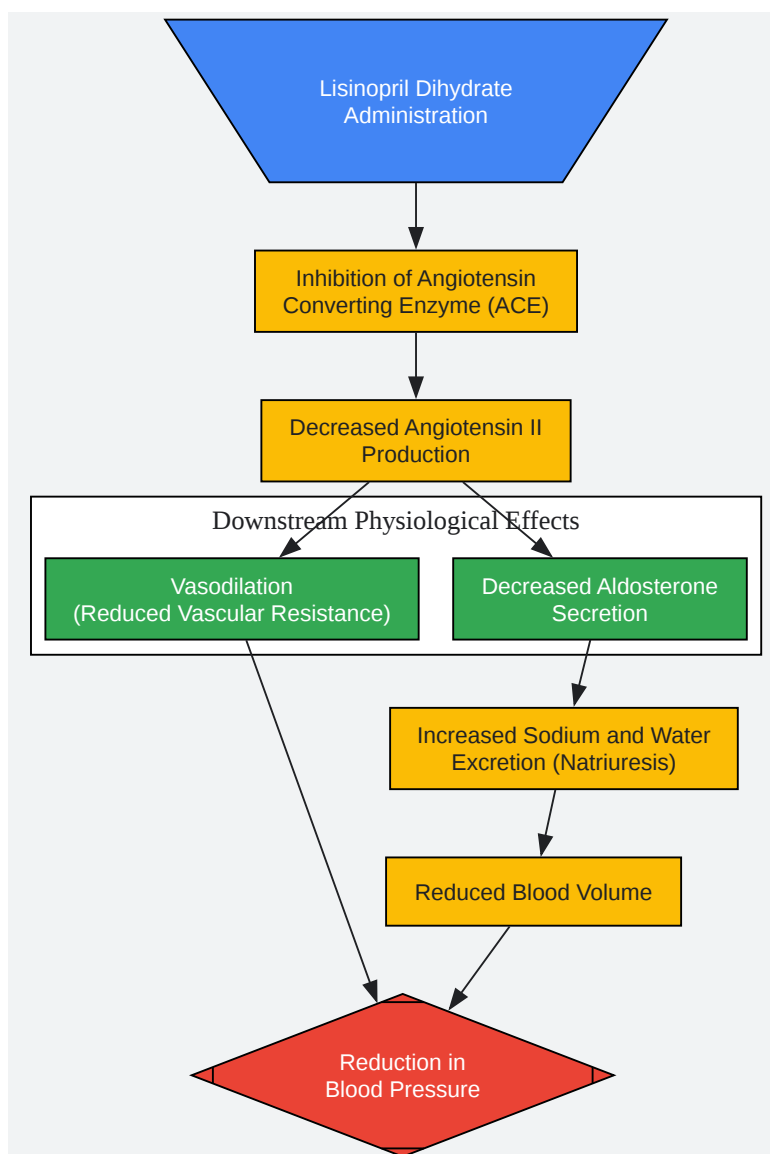 Lisinopril Dihydrate
Administration
Inhibition of Angiotensin
Converting Enzyme (ACE)
Decreased Angiotensin II
Production
Downstream Physiological Effects
Vasodilation
(Reduced Vascular Resistance)
Decreased Aldosterone
Secretion
Increased Sodium and Water
Excretion (Natriuresis)
Reduced Blood Volume
Reduction in
Blood Pressure